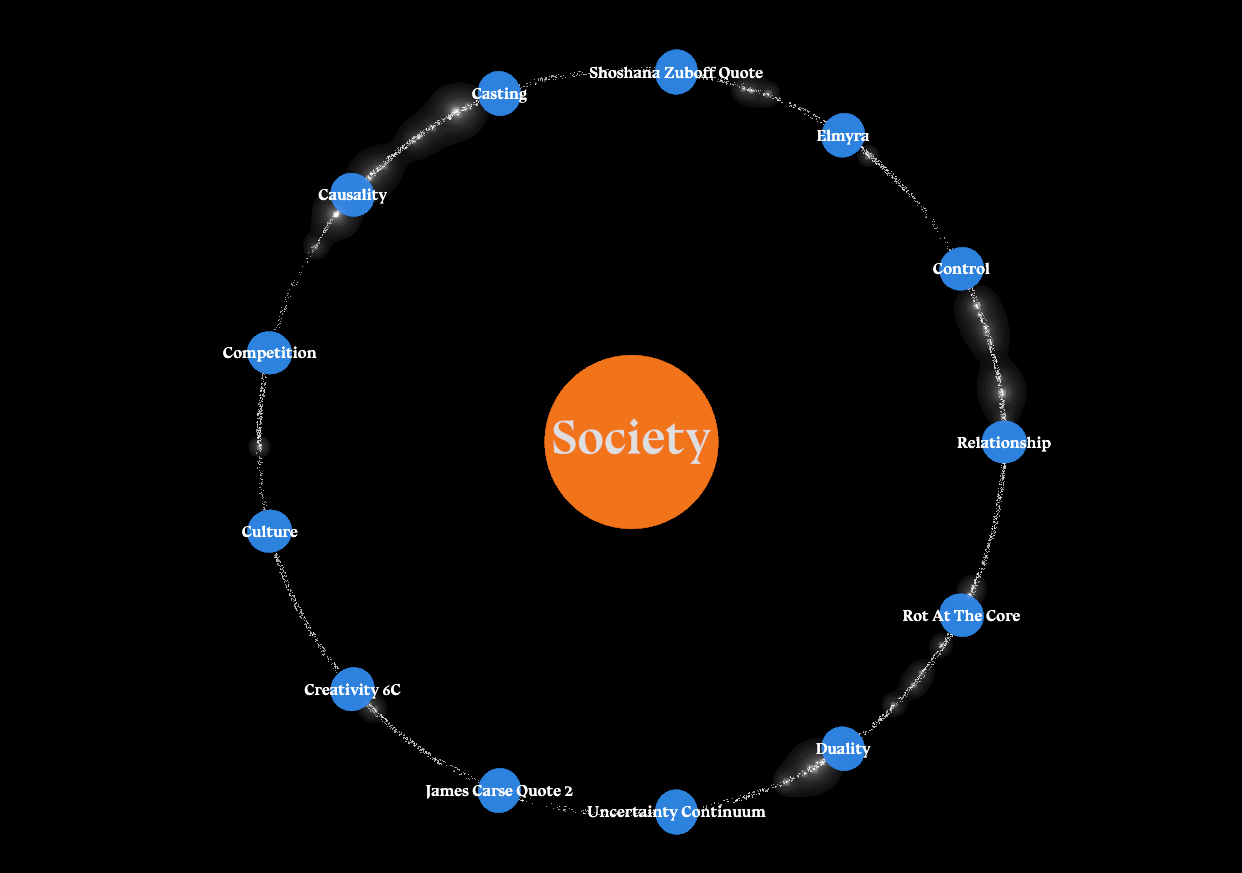 Shoshana Zuboff Quote
Casting
Elmyra
Causality
Control
Competition
Society
Relationship
Culture
Rot At The Core
Creativity 6C
Duality
James Carse Quote 2
Uncertainty Continuum